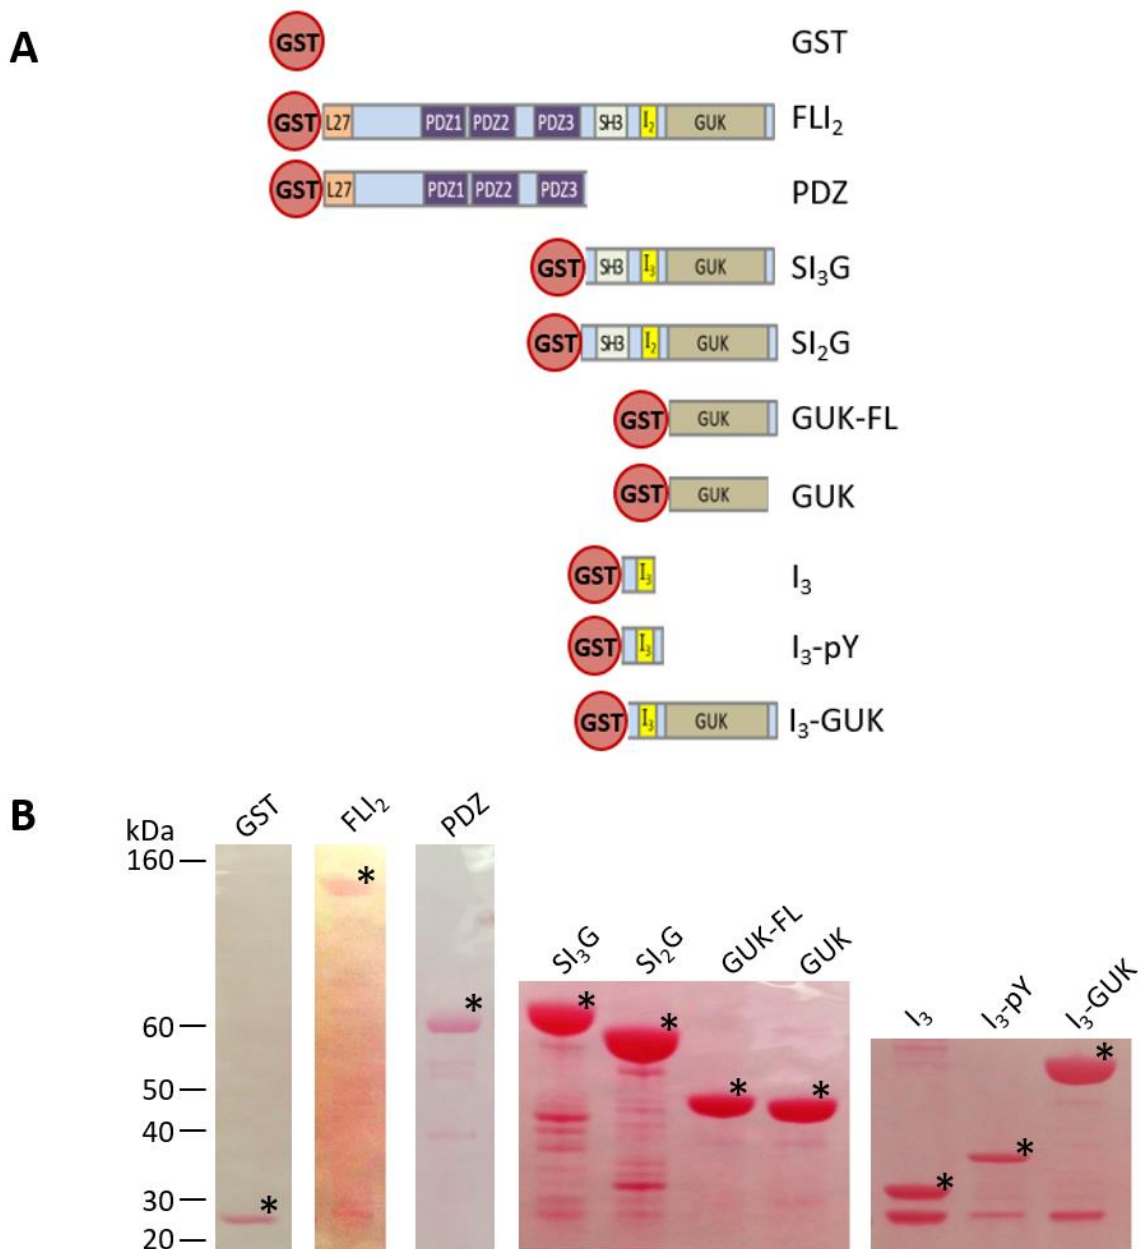 A
GST GST
GST L27 PDZ1 PDZ2 PDZ3 SH3 I₂ GUK FLI₂
GST L27 PDZ1 PDZ2 PDZ3 PDZ
GST SH3 I₃ GUK SI₃G
GST SH3 I₂ GUK SI₂G
GST GUK GUK-FL
GST GUK GUK
GST I₃ I₃
GST I₃ I₃-pY
GST I₃ GUK I₃-GUK
B
kDa GST FLI₂ PDZ
160 *
SI₃G SI₂G GUK-FL GUK
I₃ I₃-pY I₃-GUK
60 * * *
50 * * *
40 *
30 * *
20